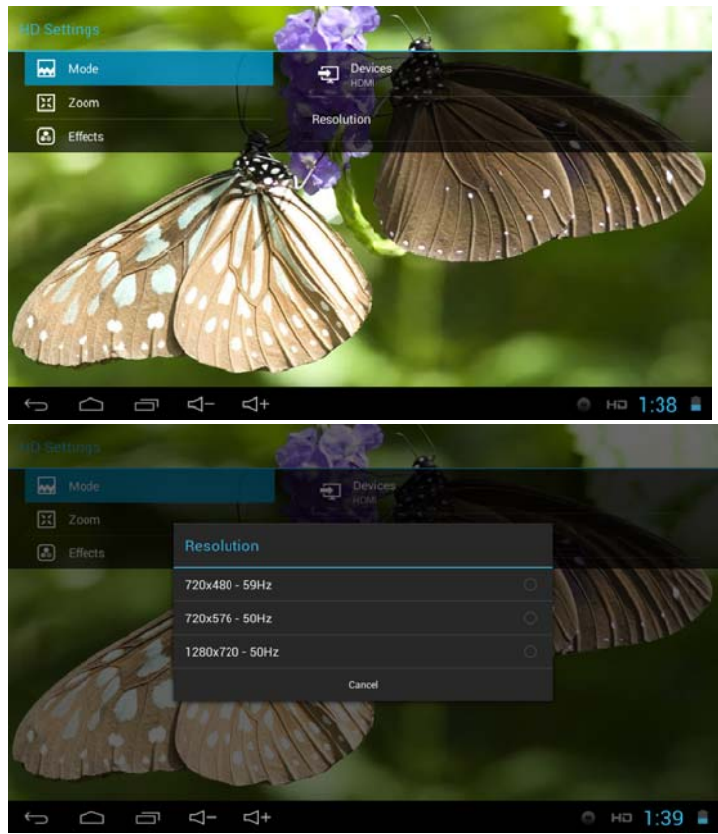 HD Settings
Mode
Devices
HDMI
Zoom
Resolution
Effects
HD 1:38
HD Settings
Mode
Devices
HDMI
Zoom
Effects
Resolution
720x480 - 59Hz
720x576 - 50Hz
1280x720 - 50Hz
Cancel
HD 1:39